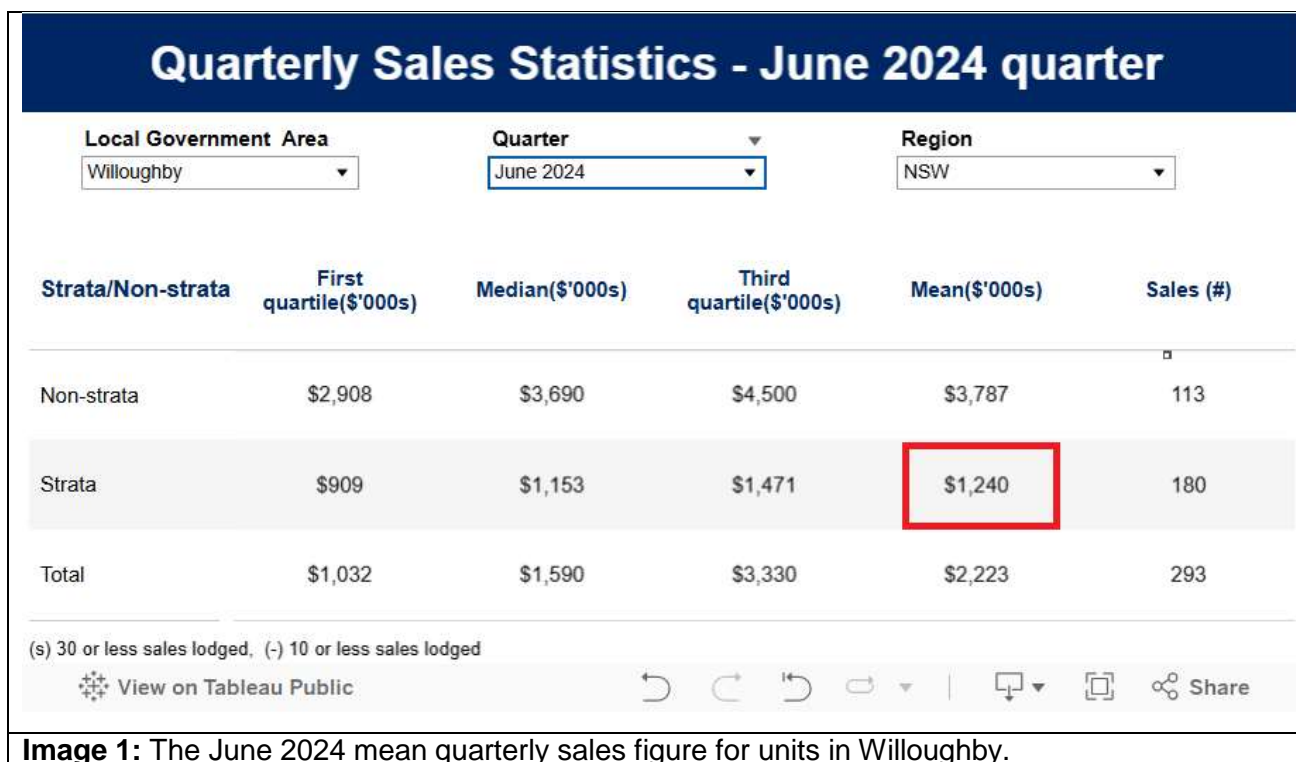 Quarterly Sales Statistics - June 2024 quarter
Local Government Area Quarter Region
Willoughby June 2024 NSW
Strata/Non-strata First quartile($'000s) Median($'000s) Third quartile($'000s) Mean($'000s) Sales (#)
Non-strata $2,908 $3,690 $4,500 $3,787 113
Strata $909 $1,153 $1,471 $1,240 180
Total $1,032 $1,590 $3,330 $2,223 293
(s) 30 or less sales lodged, (-) 10 or less sales lodged
View on Tableau Public Share
Image 1: The June 2024 mean quarterly sales figure for units in Willoughby.